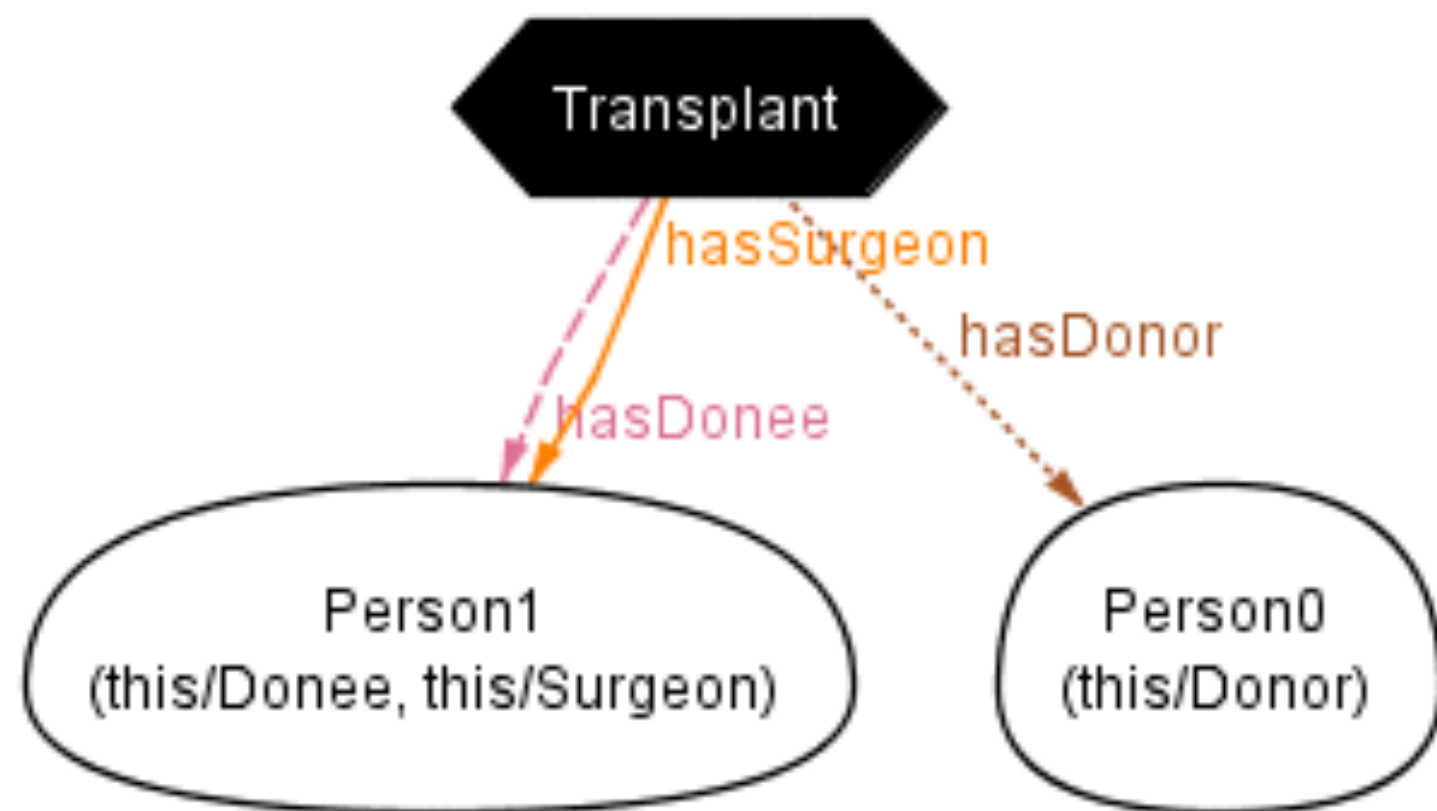 Transplant
hasSurgeon
hasDonor
hasDonee
Person1
(this/Donee, this/Surgeon)
Person0
(this/Donor)